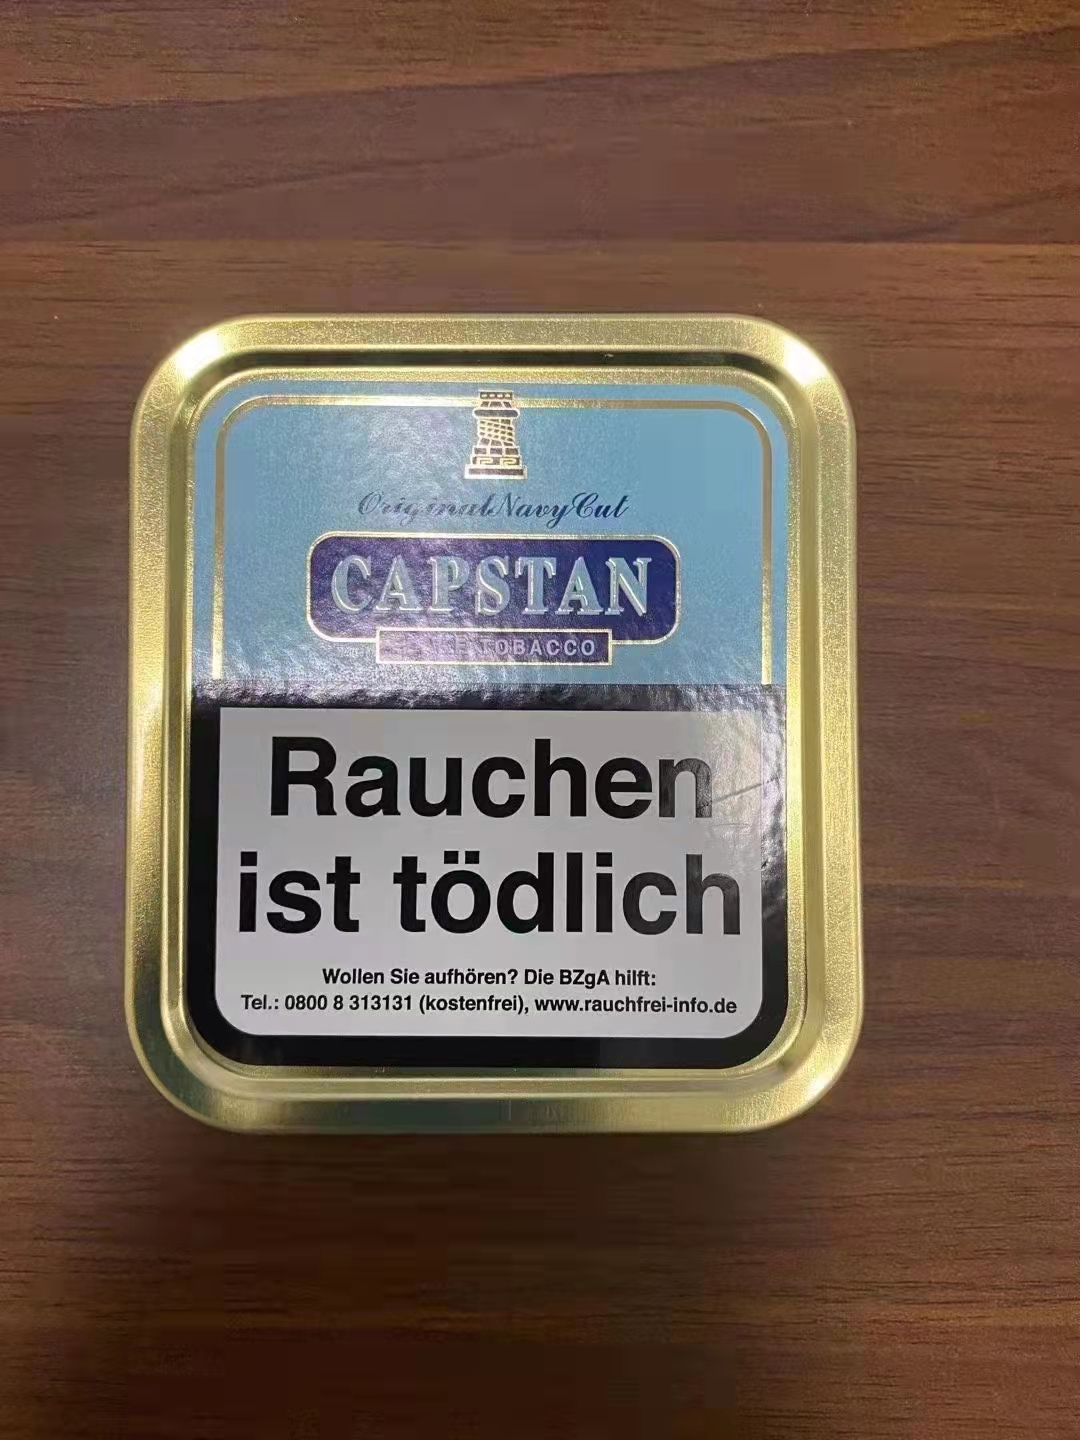 Original Navy Cut
CAPSTAN
TOBACCO
Rauchen
ist tödlich
Wollen Sie aufhören? Die BZgA hilft:
Tel.: 0800 8 313131 (kostenfrei), www.rauchfrei-info.de